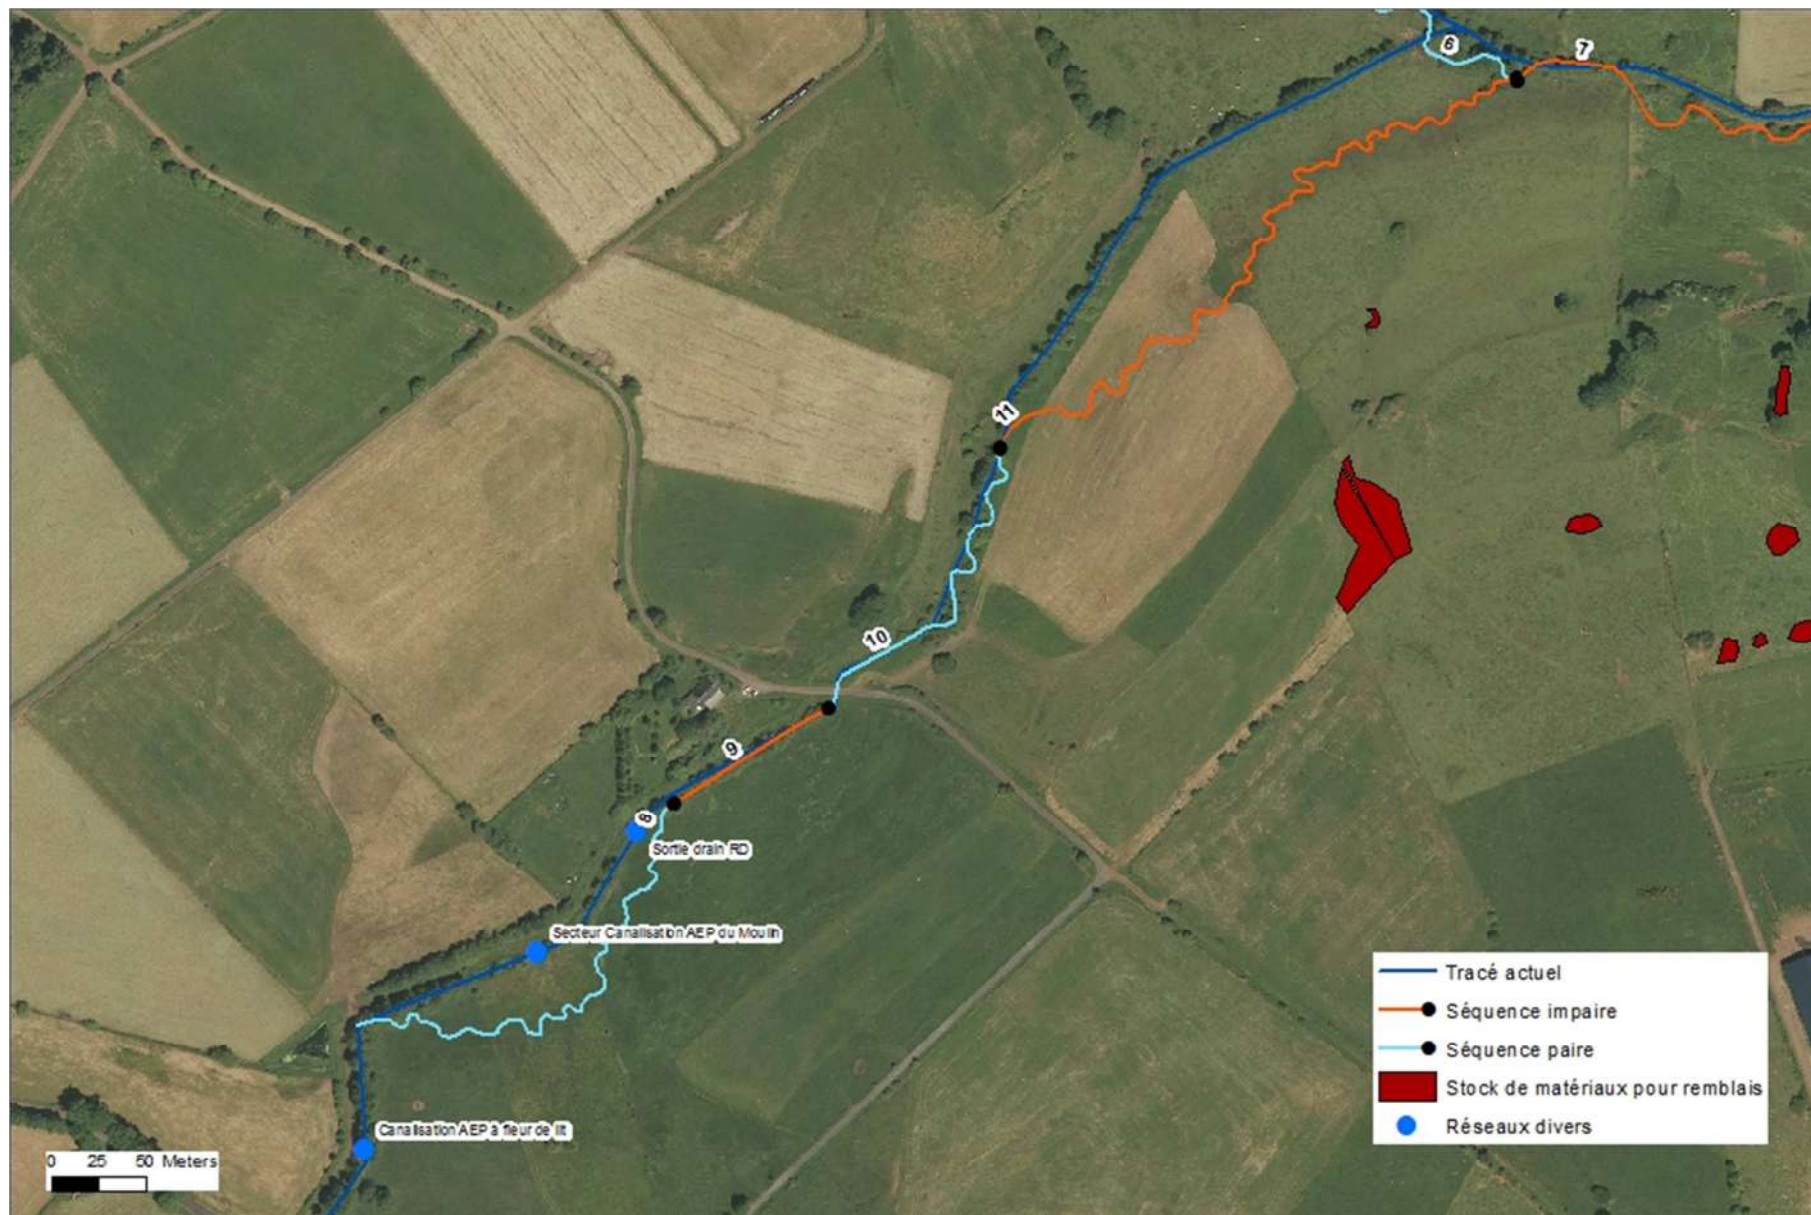 6
7
11
10
9
8
Sortie drain RD
Secteur Canalisation AEP du Moulin
Canalisation AEP à fleur de lit
0 25 50 Meters
Tracé actuel
Séquence impaire
Séquence paire
Stock de matériaux pour remblais
Réseaux divers